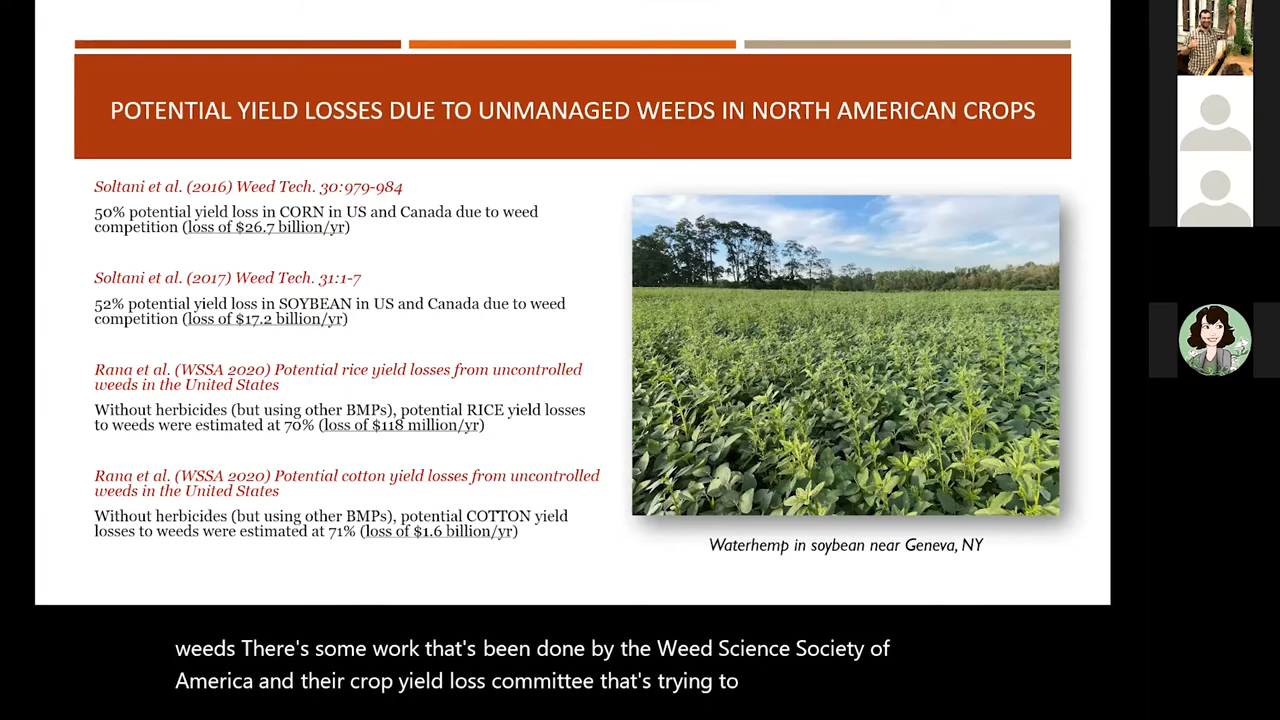 POTENTIAL YIELD LOSSES DUE TO UNMANAGED WEEDS IN NORTH AMERICAN CROPS
Soltani et al. (2016) Weed Tech. 30:979-984
50% potential yield loss in CORN in US and Canada due to weed
competition (loss of $26.7 billion/yr)
Soltani et al. (2017) Weed Tech. 31:1-7
52% potential yield loss in SOYBEAN in US and Canada due to weed
competition (loss of $17.2 billion/yr)
Rana et al. (WSSA 2020) Potential rice yield losses from uncontrolled
weeds in the United States
Without herbicides (but using other BMPs), potential RICE yield losses
to weeds were estimated at 70% (loss of $118 million/yr)
Rana et al. (WSSA 2020) Potential cotton yield losses from uncontrolled
weeds in the United States
Without herbicides (but using other BMPs), potential COTTON yield
losses to weeds were estimated at 71% (loss of $1.6 billion/yr)
Waterhemp in soybean near Geneva, NY
weeds There's some work that's been done by the Weed Science Society of
America and their crop yield loss committee that's trying to